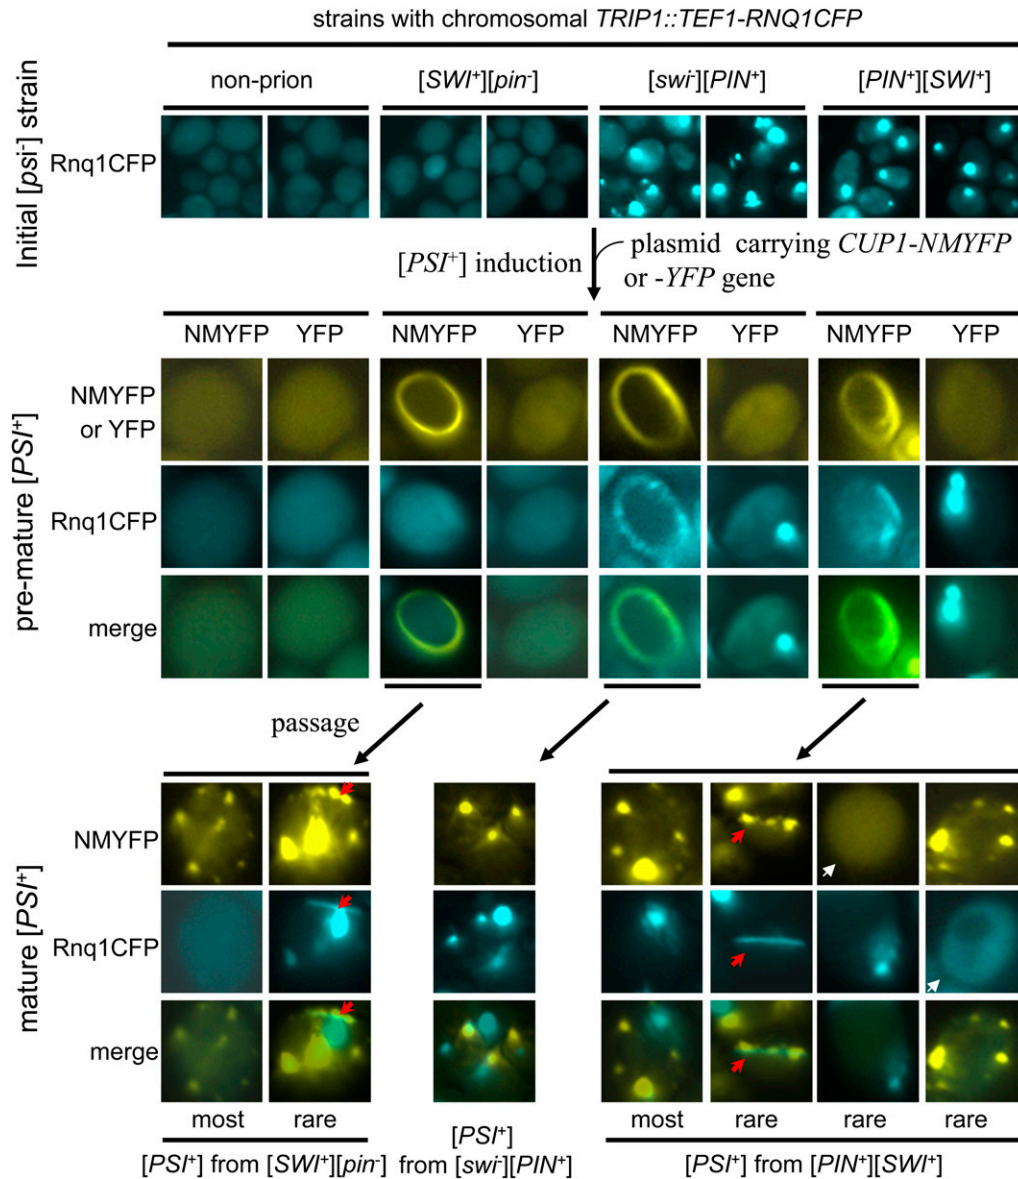 strains with chromosomal TRIP1::TEF1-RNQ1CFP
non-prion [SWI⁺][pin⁻] [swi⁻][PIN⁺] [PIN⁺][SWI⁺]
Initial [psi⁻] strain
Rnq1CFP
[PSI⁺] induction
plasmid carrying CUP1-NMYFP
or -YFP gene
NMYFP YFP NMYFP YFP NMYFP YFP NMYFP YFP
pre-mature [PSI⁺]
NMYFP
or YFP
Rnq1CFP
merge
passage
mature [PSI⁺]
NMYFP
Rnq1CFP
merge
most rare most rare rare rare
[PSI⁺] from [SWI⁺][pin⁻]
[PSI⁺]
from [swi⁻][PIN⁺]
[PSI⁺] from [PIN⁺][SWI⁺]